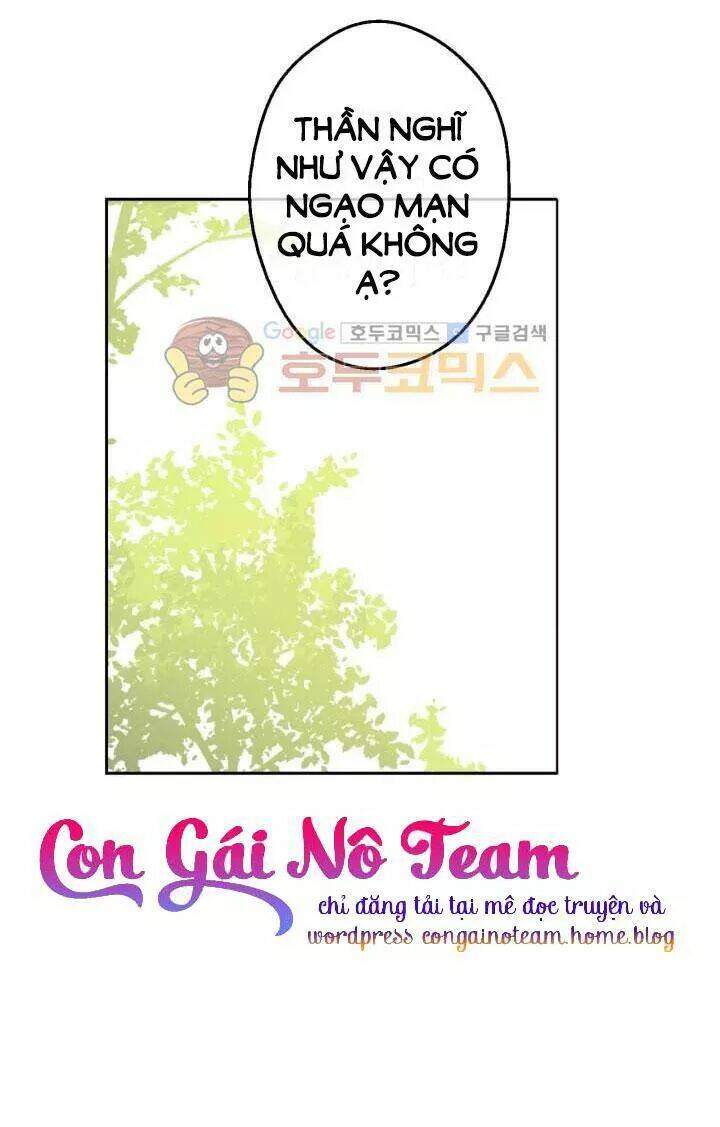 THẦN NGHĨ
NHƯ VẬY CÓ
NGẠO MẠN
QUÁ KHÔNG
Ạ?
Google 호두코믹스 구글검색
호두코믹스
Con Gái Nô Team
chỉ đăng tải tại mê đọc truyện và
wordpress congainoteam.home.blog